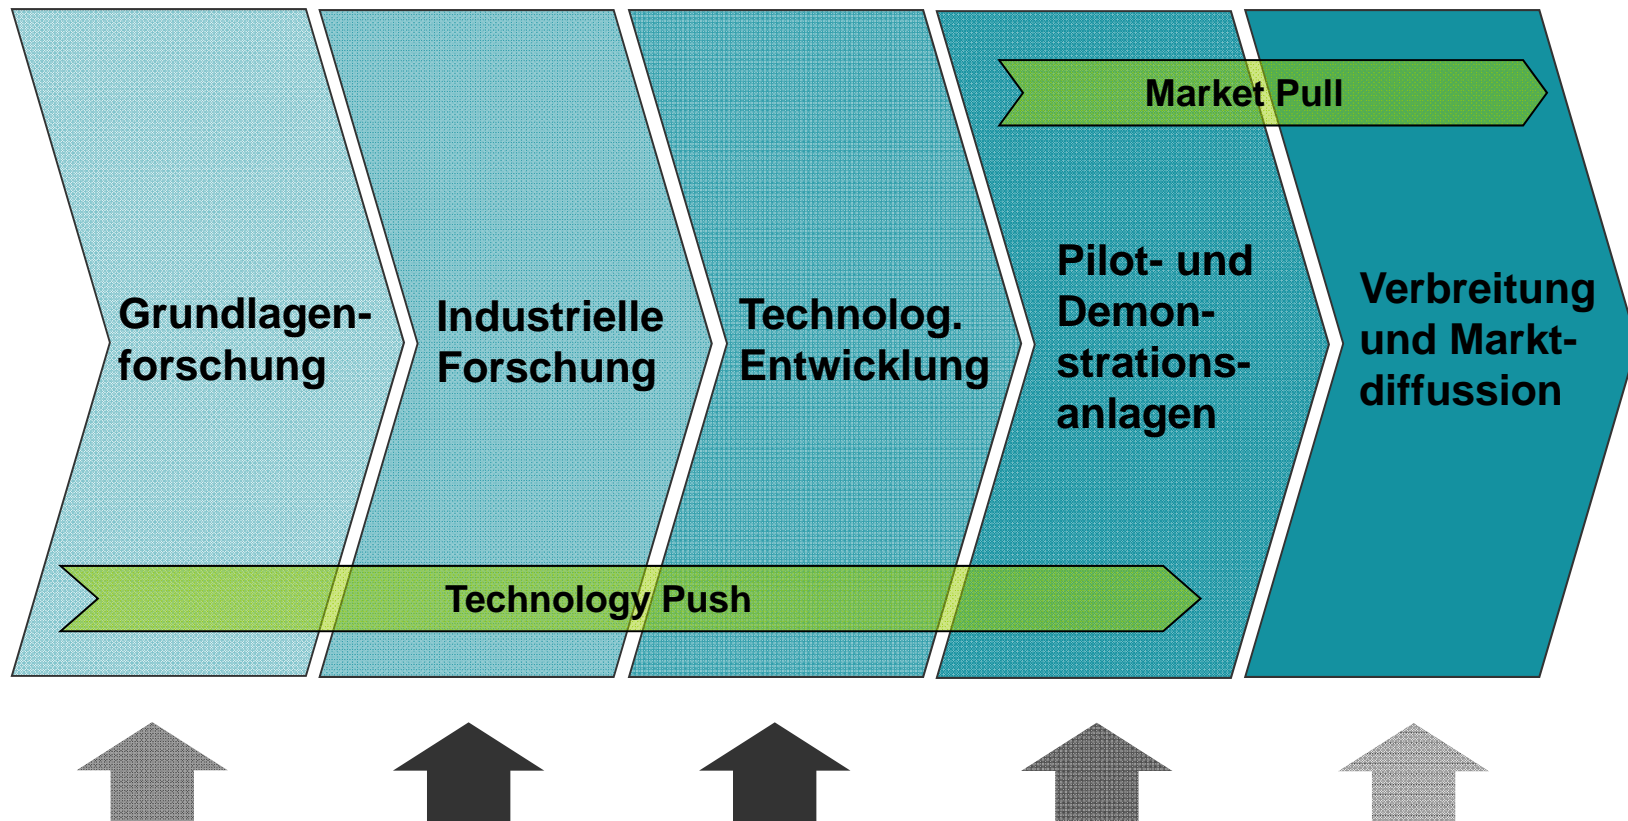 Market Pull
Grundlagen-
forschung
Industrielle
Forschung
Technolog.
Entwicklung
Pilot- und
Demon-
strations-
anlagen
Verbreitung
und Markt-
diffussion
Technology Push